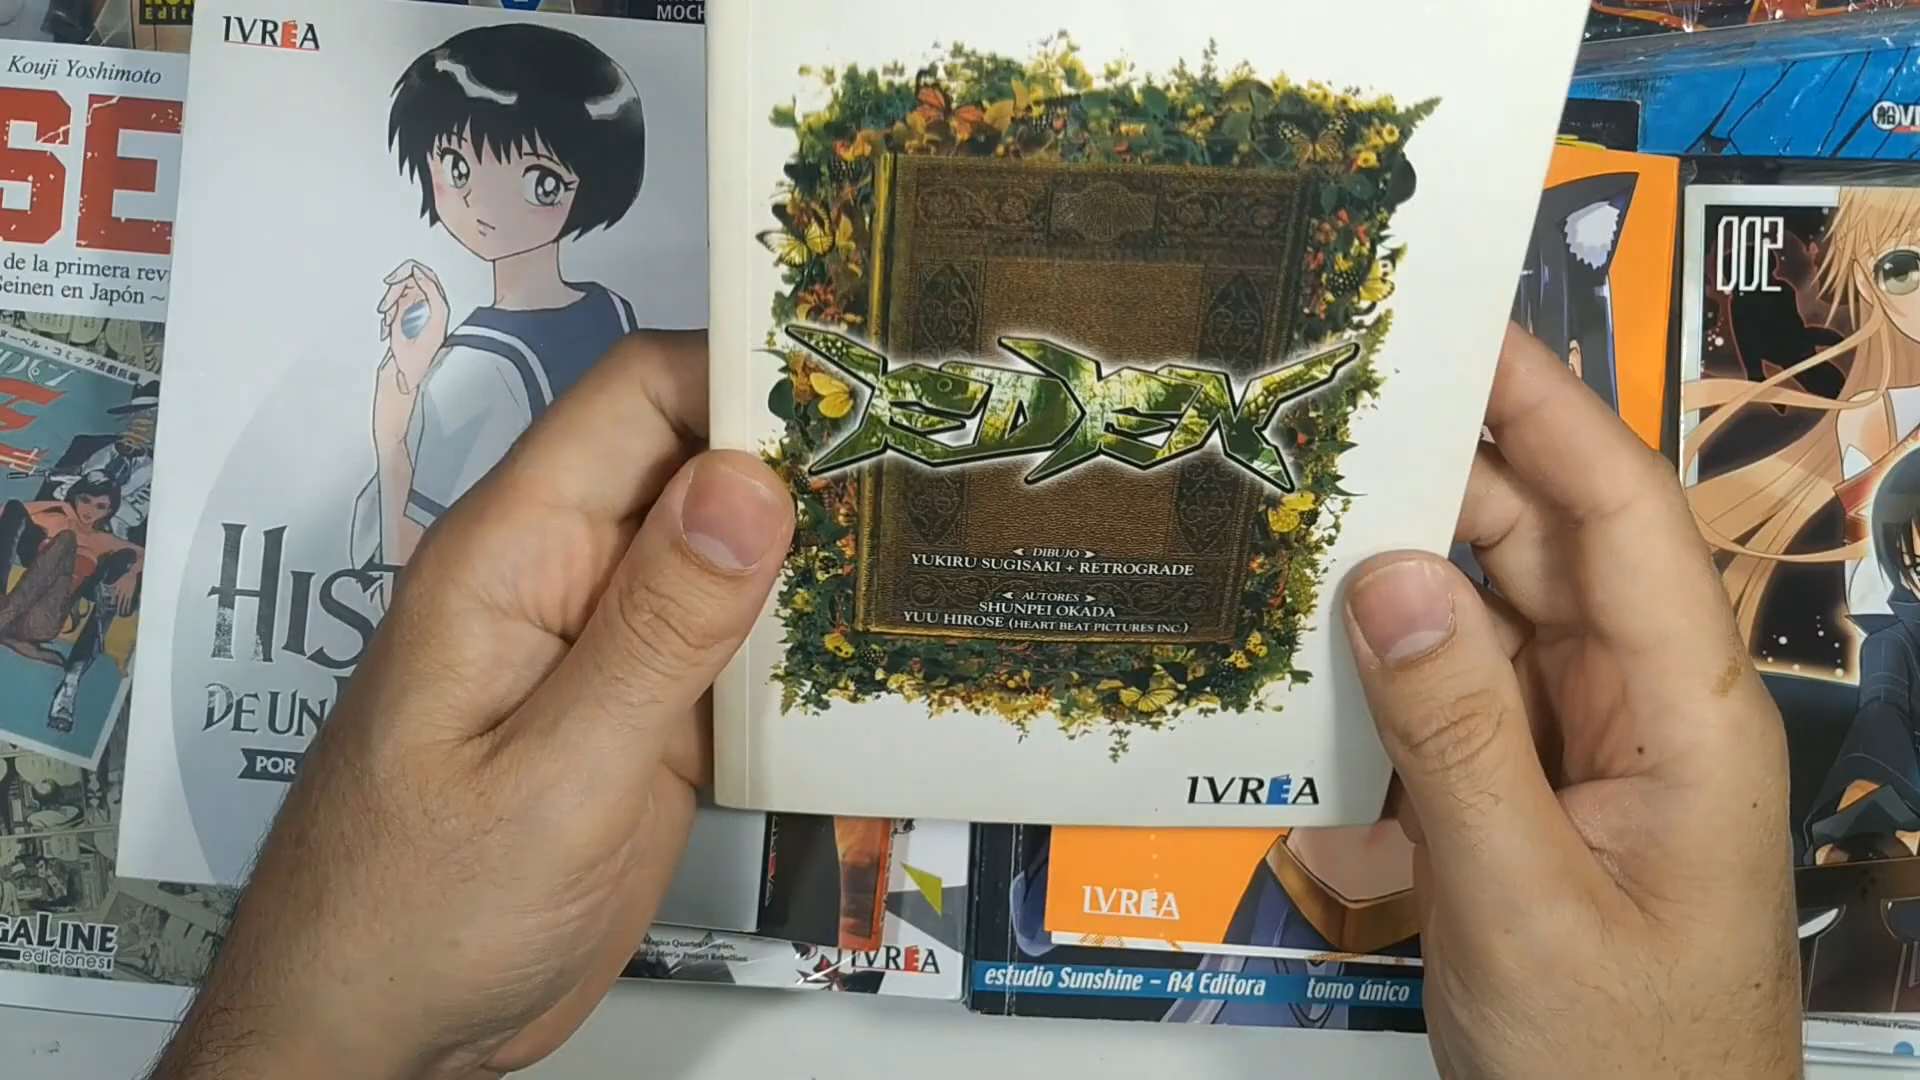 IVREA
MOCH
Kouji Yoshimoto
SE
de la primera rev
Seinen en Japón ~
HIS
DE UN
POR
GALINE
ediciones
EDEN
DIBUJO
YUKIRU SUGISAKI + RETROGRADE
AUTORES
SHUNPEI OKADA
YUU HIROSE (HEART BEAT PICTURES INC.)
IVREA
IVREA
IVREA
estudio Sunshine - A4 Editora tomo único
002